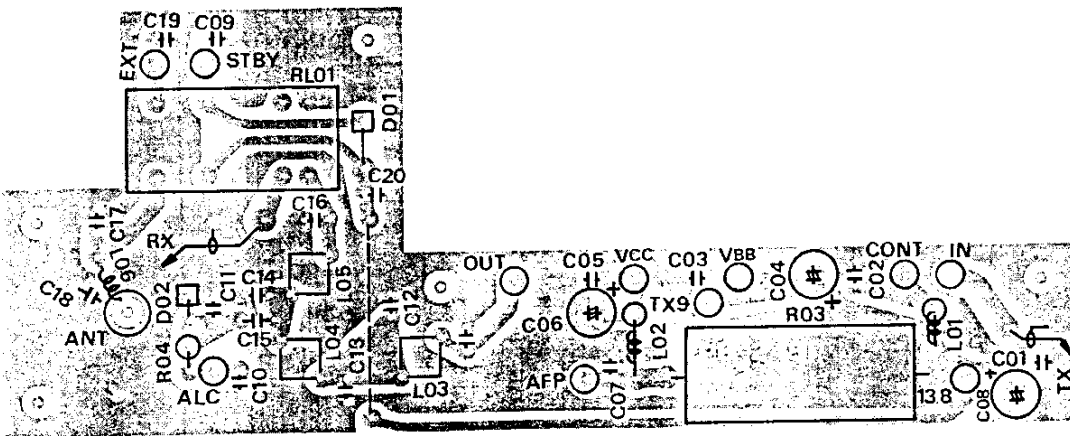 C19
C09
EXT
STBY
RL01
D01
C20
C16
C17
RX
L06
C18
ANT
D02
C11
C14
C15
L05
L04
C13
C12
R04
ALC
C10
L03
OUT
C05
VCC
C03
VBB
C04
C02
CONT
IN
TX9
C06
L02
R03
L01
AFP
C07
13.8
C08
C01
TX